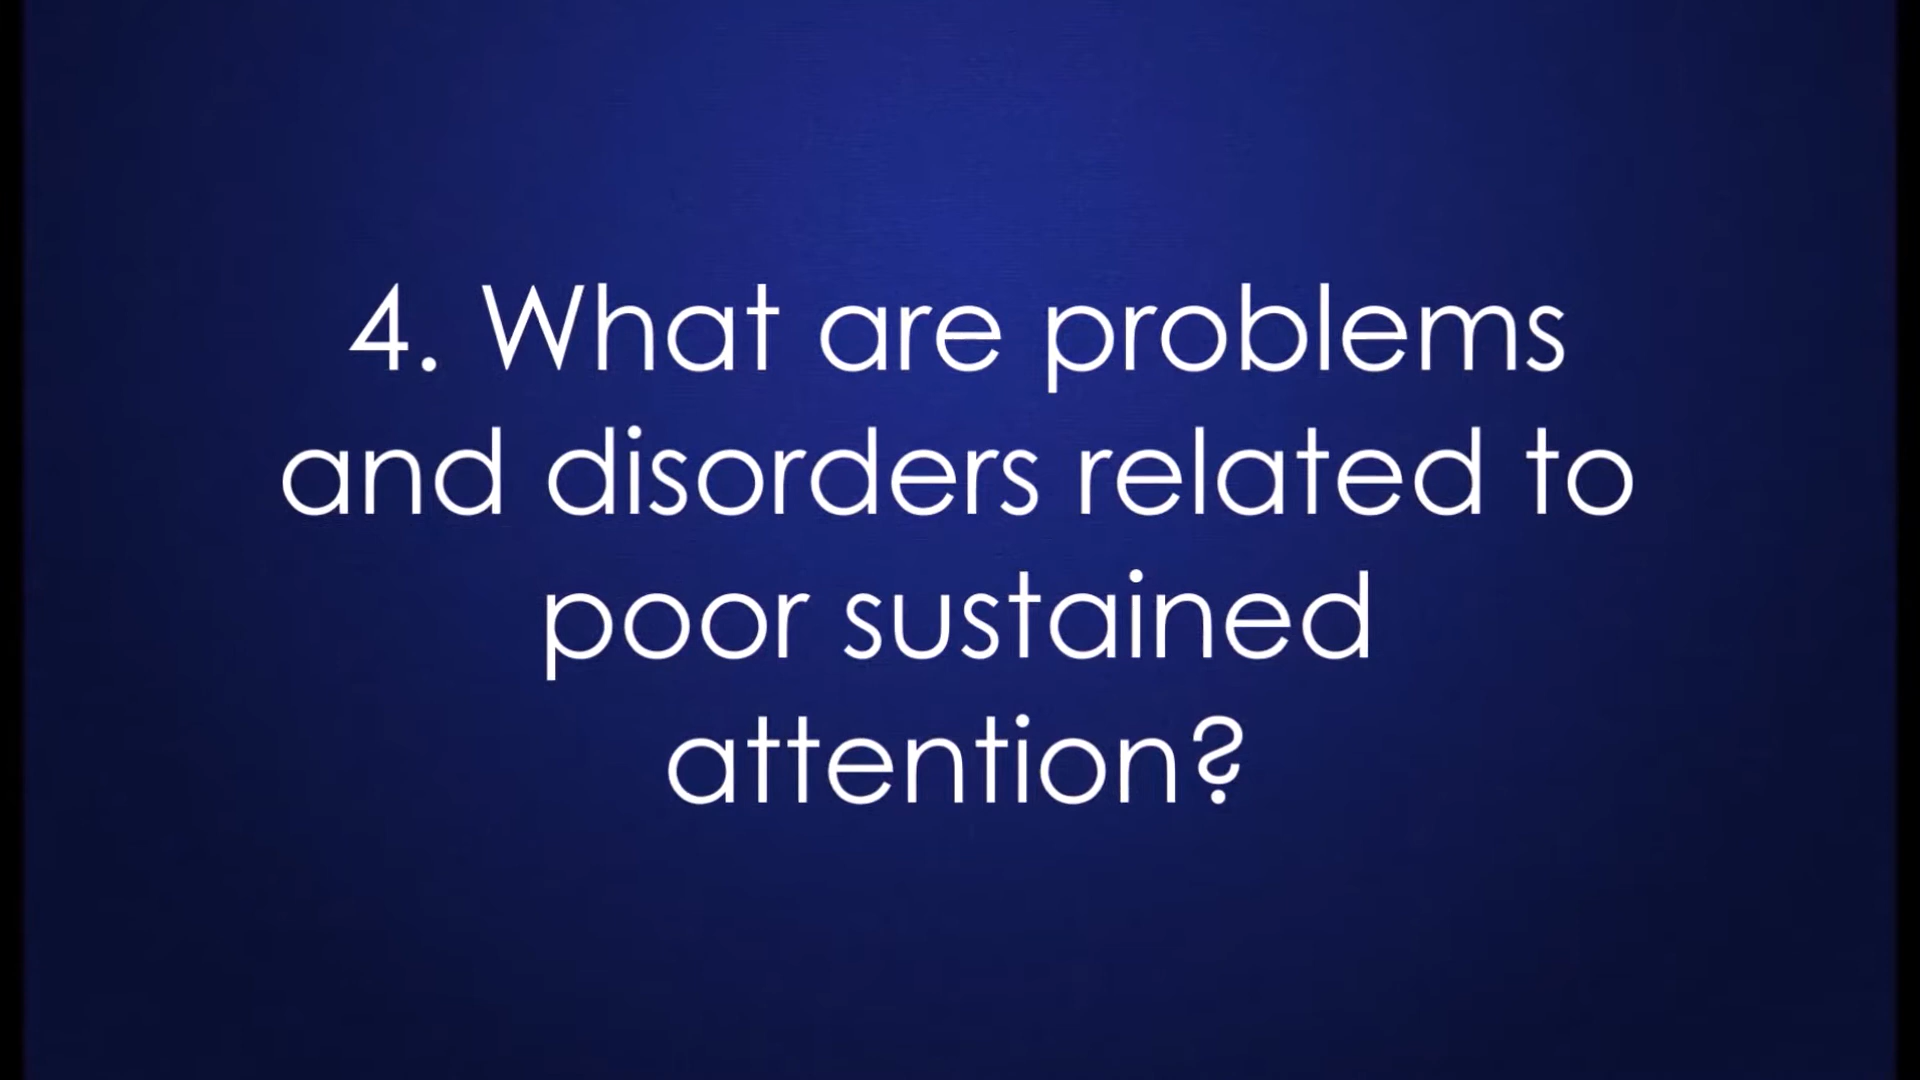 4. What are problems
and disorders related to
poor sustained
attention?